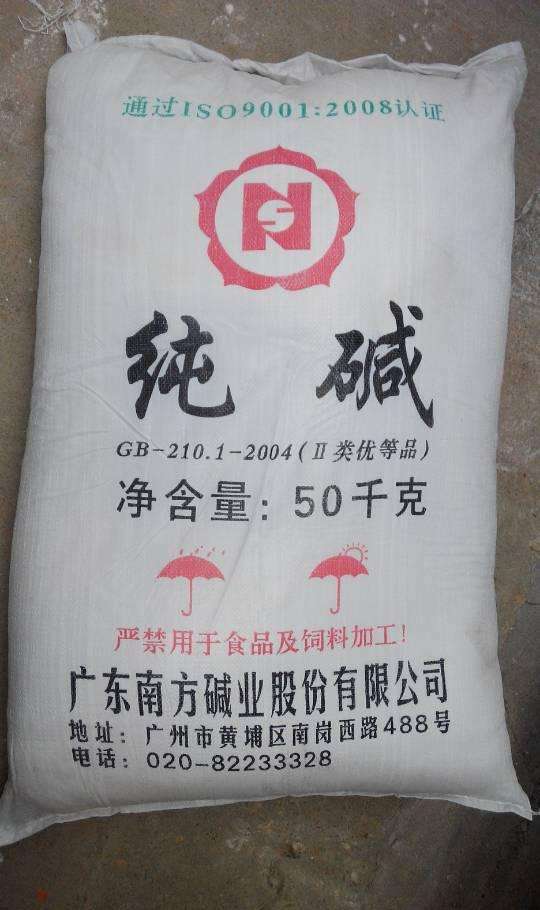 通过ISO9001:2008认证
NS
纯碱
GB-210.1-2004(Ⅱ类优等品)
净含量：50千克
严禁用于食品及饲料加工！
广东南方碱业股份有限公司
地址：广州市黄埔区南岗西路488号
电话：020-82233328